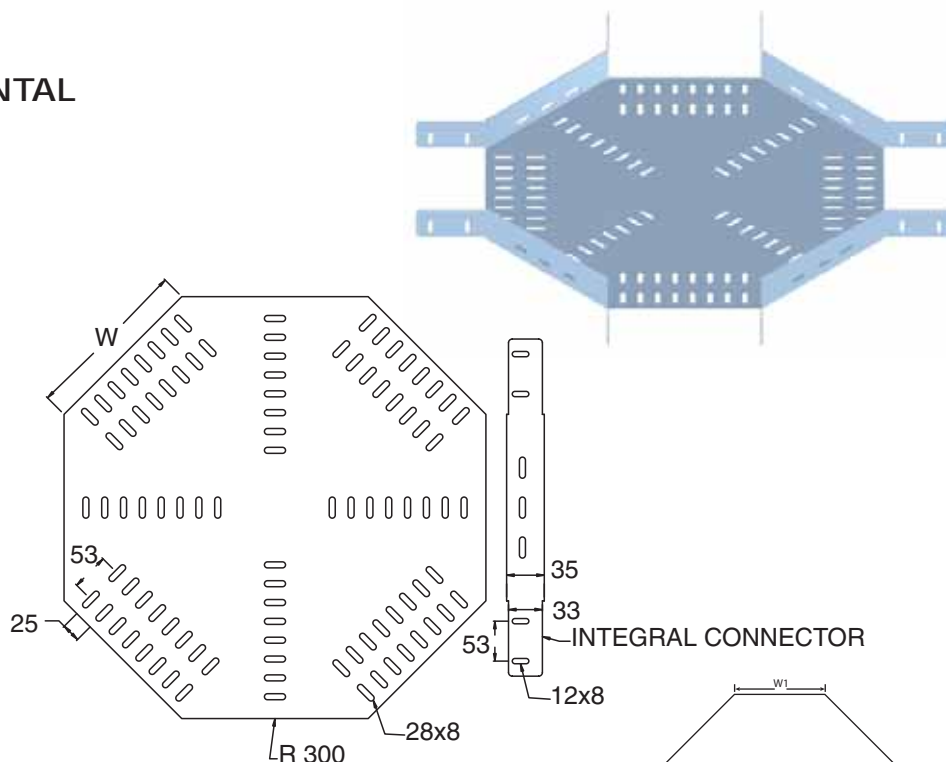 NTAL
W
53
25
35
33
53
INTEGRAL CONNECTOR
12x8
28x8
R 300
W1